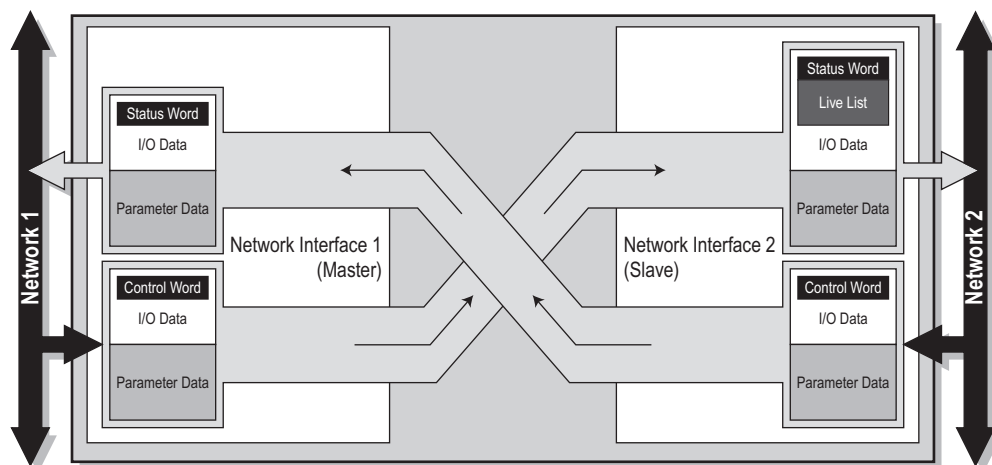 Network 1
Status Word
I/O Data
Parameter Data
Network Interface 1
(Master)
Control Word
I/O Data
Parameter Data
Status Word
Live List
I/O Data
Parameter Data
Network Interface 2
(Slave)
Control Word
I/O Data
Parameter Data
Network 2